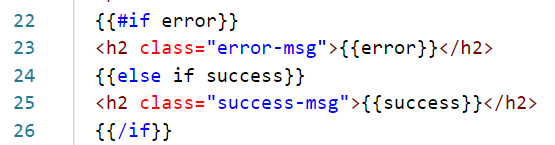 22 {{#if error}}
23 <h2 class="error-msg">{{error}}</h2>
24 {{else if success}}
25 <h2 class="success-msg">{{success}}</h2>
26 {{/if}}